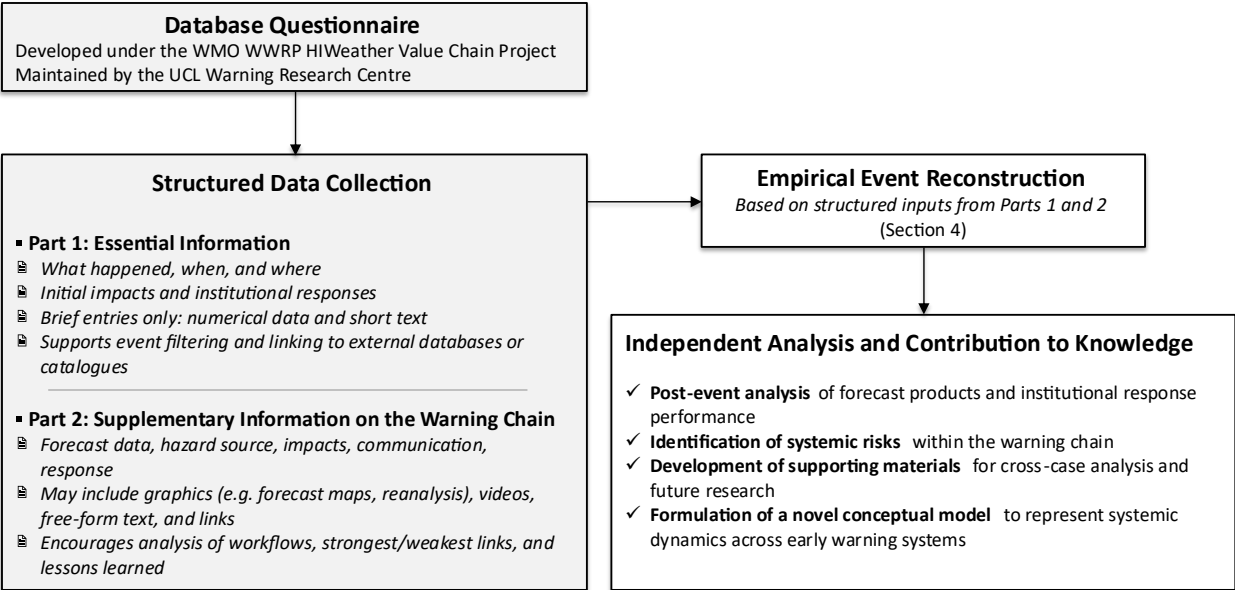 Database Questionnaire
Developed under the WMO WWRP HIWeather Value Chain Project
Maintained by the UCL Warning Research Centre
Structured Data Collection
▪ Part 1: Essential Information
What happened, when, and where
Initial impacts and institutional responses
Brief entries only: numerical data and short text
Supports event filtering and linking to external databases or
catalogues
▪ Part 2: Supplementary Information on the Warning Chain
Forecast data, hazard source, impacts, communication,
response
May include graphics (e.g. forecast maps, reanalysis), videos,
free-form text, and links
Encourages analysis of workflows, strongest/weakest links, and
lessons learned
Empirical Event Reconstruction
Based on structured inputs from Parts 1 and 2
(Section 4)
Independent Analysis and Contribution to Knowledge
✓ Post-event analysis of forecast products and institutional response
performance
✓ Identification of systemic risks within the warning chain
✓ Development of supporting materials for cross-case analysis and
future research
✓ Formulation of a novel conceptual model to represent systemic
dynamics across early warning systems